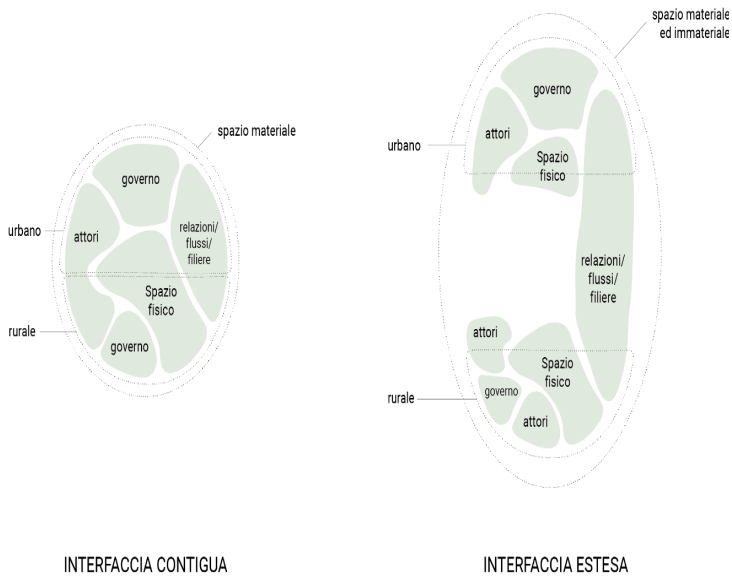 spazio materiale
governo
urbano
attori
relazioni/
flussi/
filiere
Spazio
fisico
rurale
governo
INTERFACCIA CONTIGUA
spazio materiale
ed immateriale
governo
attori
urbano
Spazio
fisico
relazioni/
flussi/
filiere
attori
Spazio
fisico
governo
rurale
attori
INTERFACCIA ESTESA